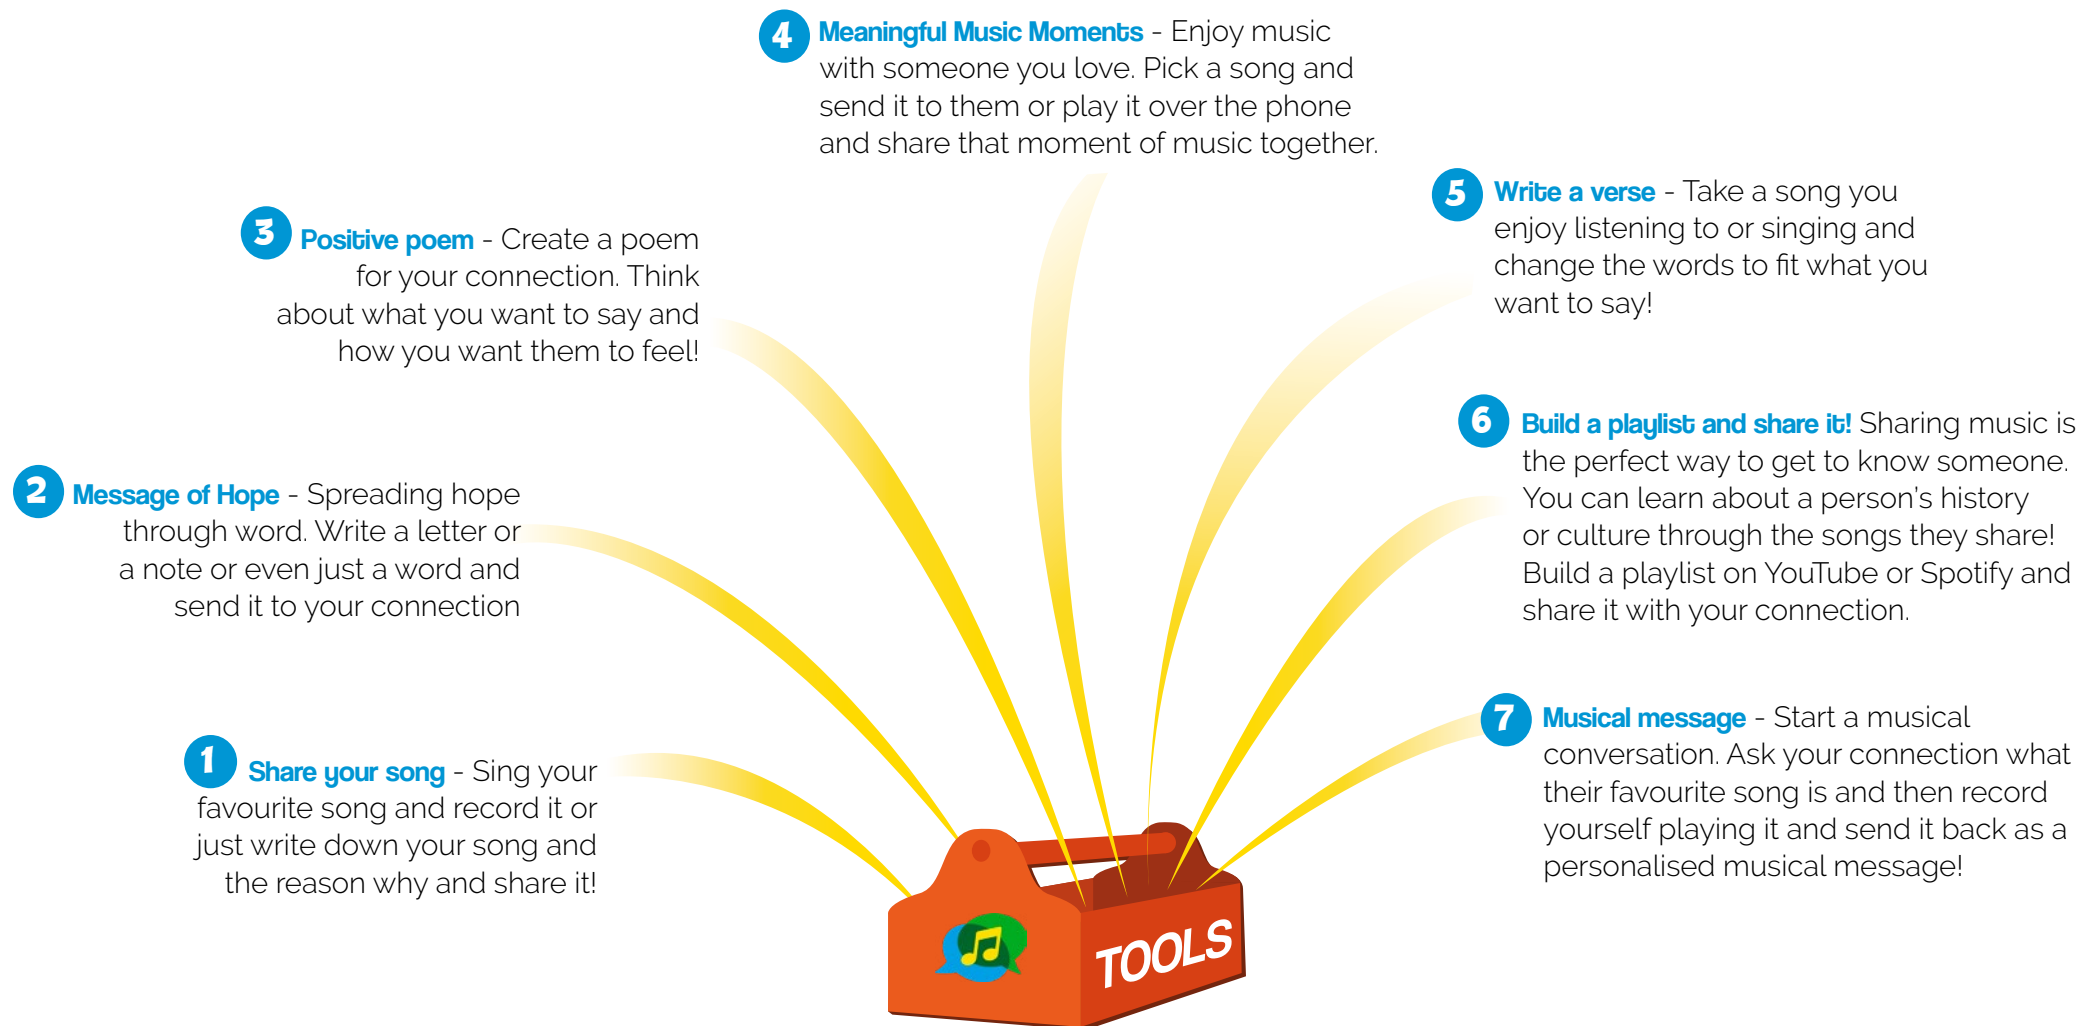 4 Meaningful Music Moments - Enjoy music
with someone you love. Pick a song and
send it to them or play it over the phone
and share that moment of music together.
3 Positive poem - Create a poem
for your connection. Think
about what you want to say and
how you want them to feel!
5 Write a verse - Take a song you
enjoy listening to or singing and
change the words to fit what you
want to say!
2 Message of Hope - Spreading hope
through word. Write a letter or
a note or even just a word and
send it to your connection
6 Build a playlist and share it! Sharing music is
the perfect way to get to know someone.
You can learn about a person's history
or culture through the songs they share!
Build a playlist on YouTube or Spotify and
share it with your connection.
1 Share your song - Sing your
favourite song and record it or
just write down your song and
the reason why and share it!
7 Musical message - Start a musical
conversation. Ask your connection what
their favourite song is and then record
yourself playing it and send it back as a
personalised musical message!
TOOLS